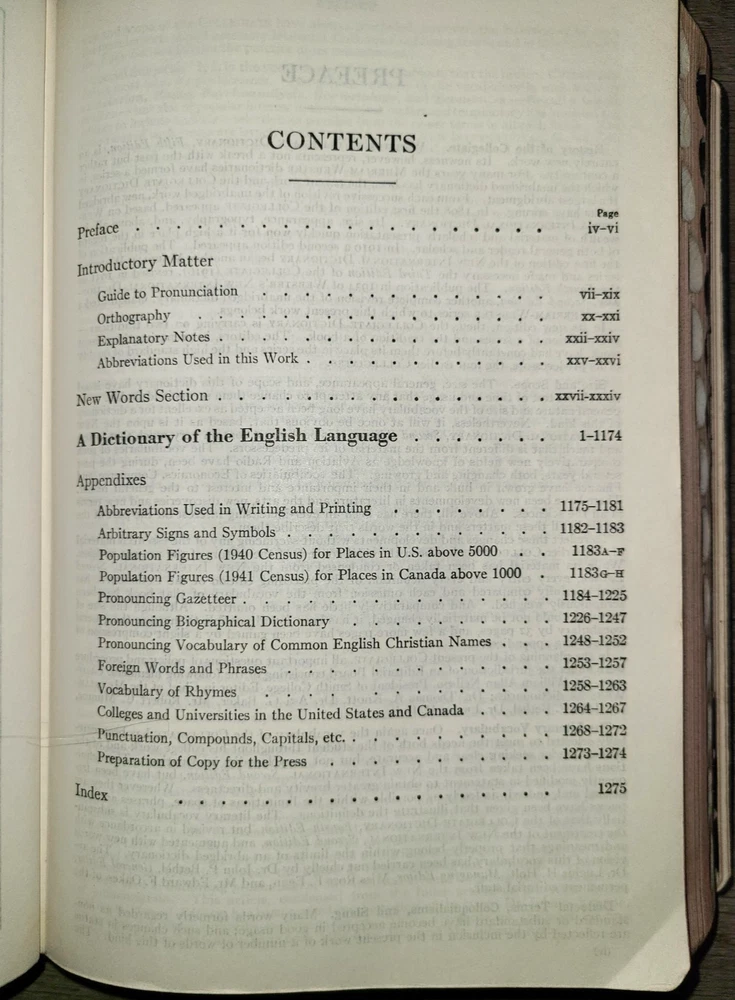 CONTENTS
Page
Preface . . . . . . . . . . . . . . . . . iv–vi
Introductory Matter
Guide to Pronunciation . . . . . . . . . . . . vii–xix
Orthography . . . . . . . . . . . . . . xx–xxi
Explanatory Notes . . . . . . . . . . . . . xxii–xxiv
Abbreviations Used in this Work . . . . . . . . . . xxv–xxvi
New Words Section . . . . . . . . . . . . . xxvii–xxxiv
A Dictionary of the English Language . . . . . . . 1–1174
Appendixes
Abbreviations Used in Writing and Printing . . . . . . . . 1175–1181
Arbitrary Signs and Symbols . . . . . . . . . . . 1182–1183
Population Figures (1940 Census) for Places in U.S. above 5000 . . 1183A–F
Population Figures (1941 Census) for Places in Canada above 1000 . 1183G–H
Pronouncing Gazetteer . . . . . . . . . . . . . 1184–1225
Pronouncing Biographical Dictionary . . . . . . . . . 1226–1247
Pronouncing Vocabulary of Common English Christian Names . . . 1248–1252
Foreign Words and Phrases . . . . . . . . . . . 1253–1257
Vocabulary of Rhymes . . . . . . . . . . . . 1258–1263
Colleges and Universities in the United States and Canada . . . . 1264–1267
Punctuation, Compounds, Capitals, etc. . . . . . . . . . 1268–1272
Preparation of Copy for the Press . . . . . . . . . 1273–1274
Index . . . . . . . . . . . . . . . 1275